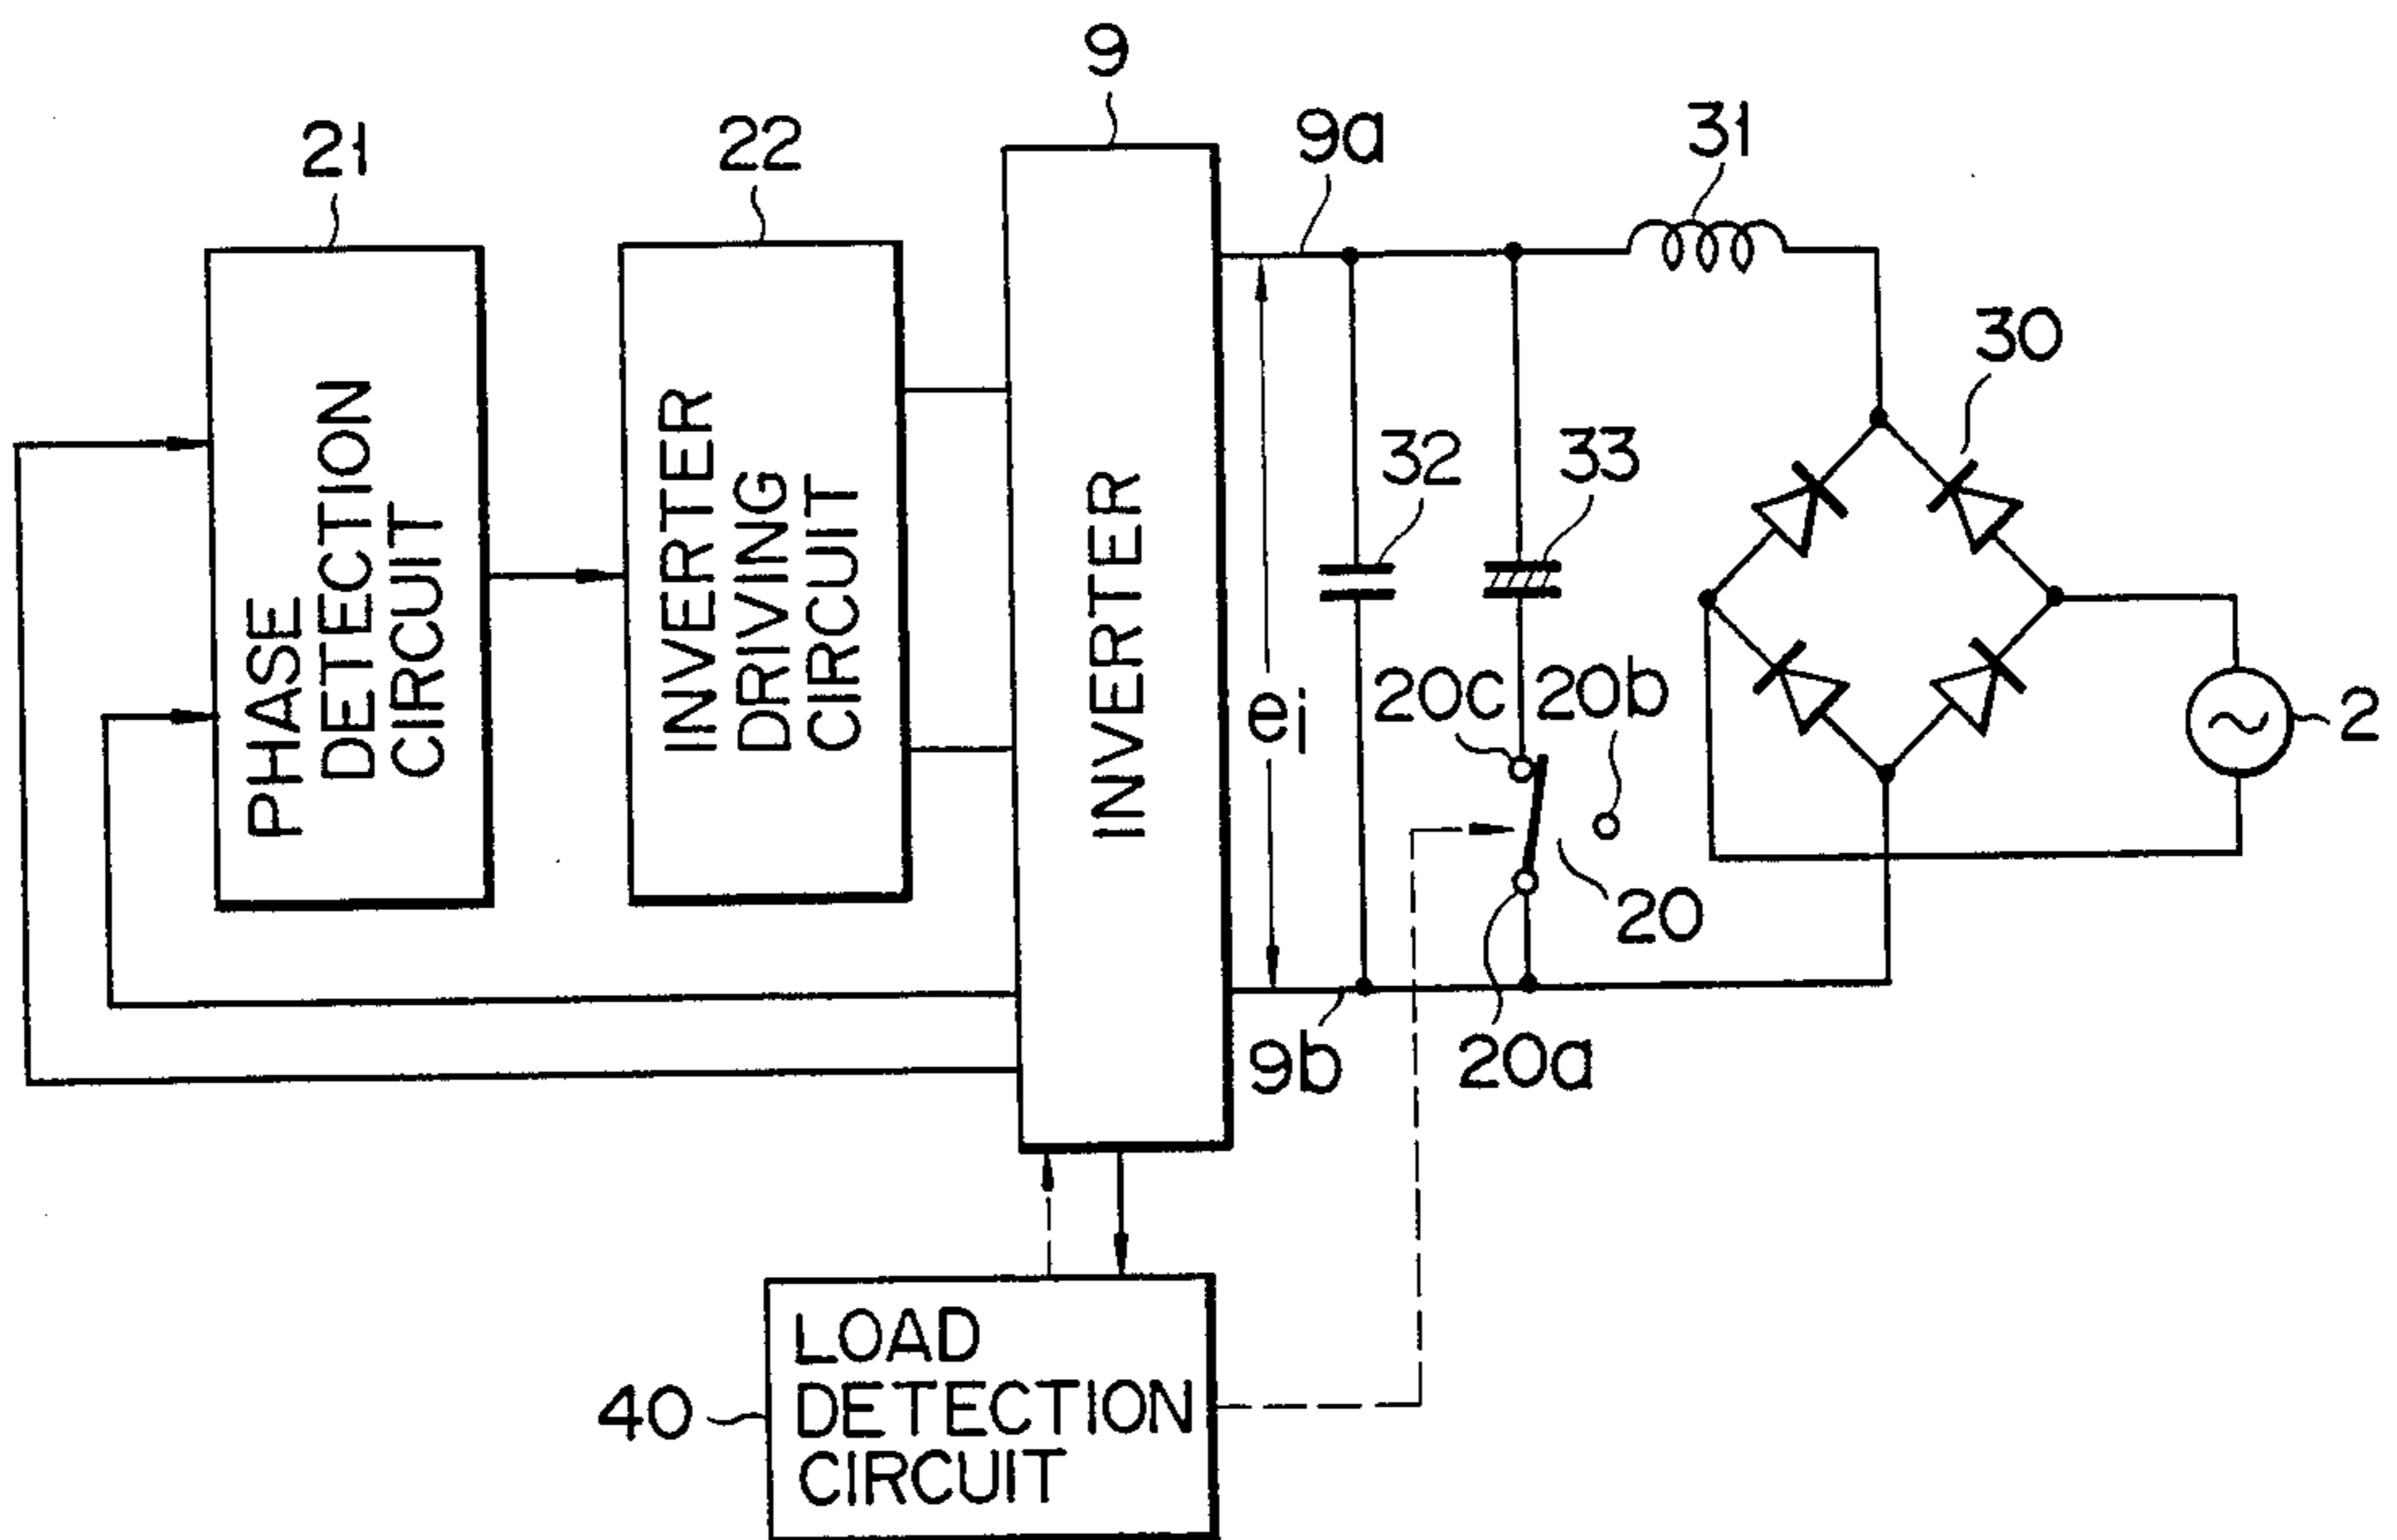 9
21
22
9a
31
30
PHASE
DETECTION
CIRCUIT
INVERTER
DRIVING
CIRCUIT
INVERTER
ei
32
33
20c
20b
2
20
20a
9b
40
LOAD
DETECTION
CIRCUIT